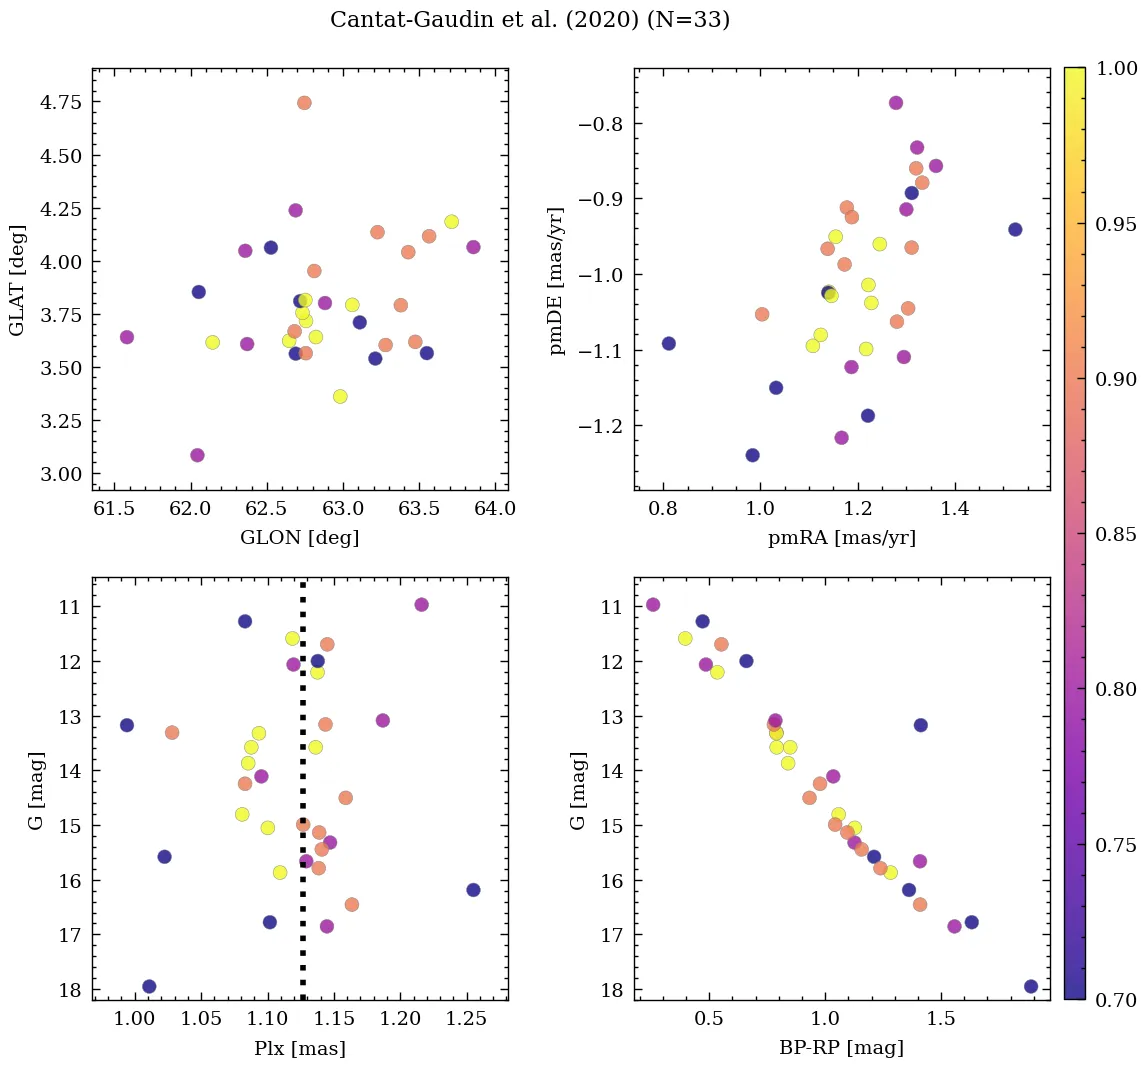 Cantat-Gaudin et al. (2020) (N=33)
4.75
4.50
4.25
4.00
3.75
3.50
3.25
3.00
GLAT [deg]
61.5 62.0 62.5 63.0 63.5 64.0
GLON [deg]
−0.8
−0.9
−1.0
−1.1
−1.2
pmDE [mas/yr]
0.8 1.0 1.2 1.4
pmRA [mas/yr]
11
12
13
14
15
16
17
18
G [mag]
1.00 1.05 1.10 1.15 1.20 1.25
Plx [mas]
11
12
13
14
15
16
17
18
G [mag]
0.5 1.0 1.5
BP-RP [mag]
1.00
0.95
0.90
0.85
0.80
0.75
0.70